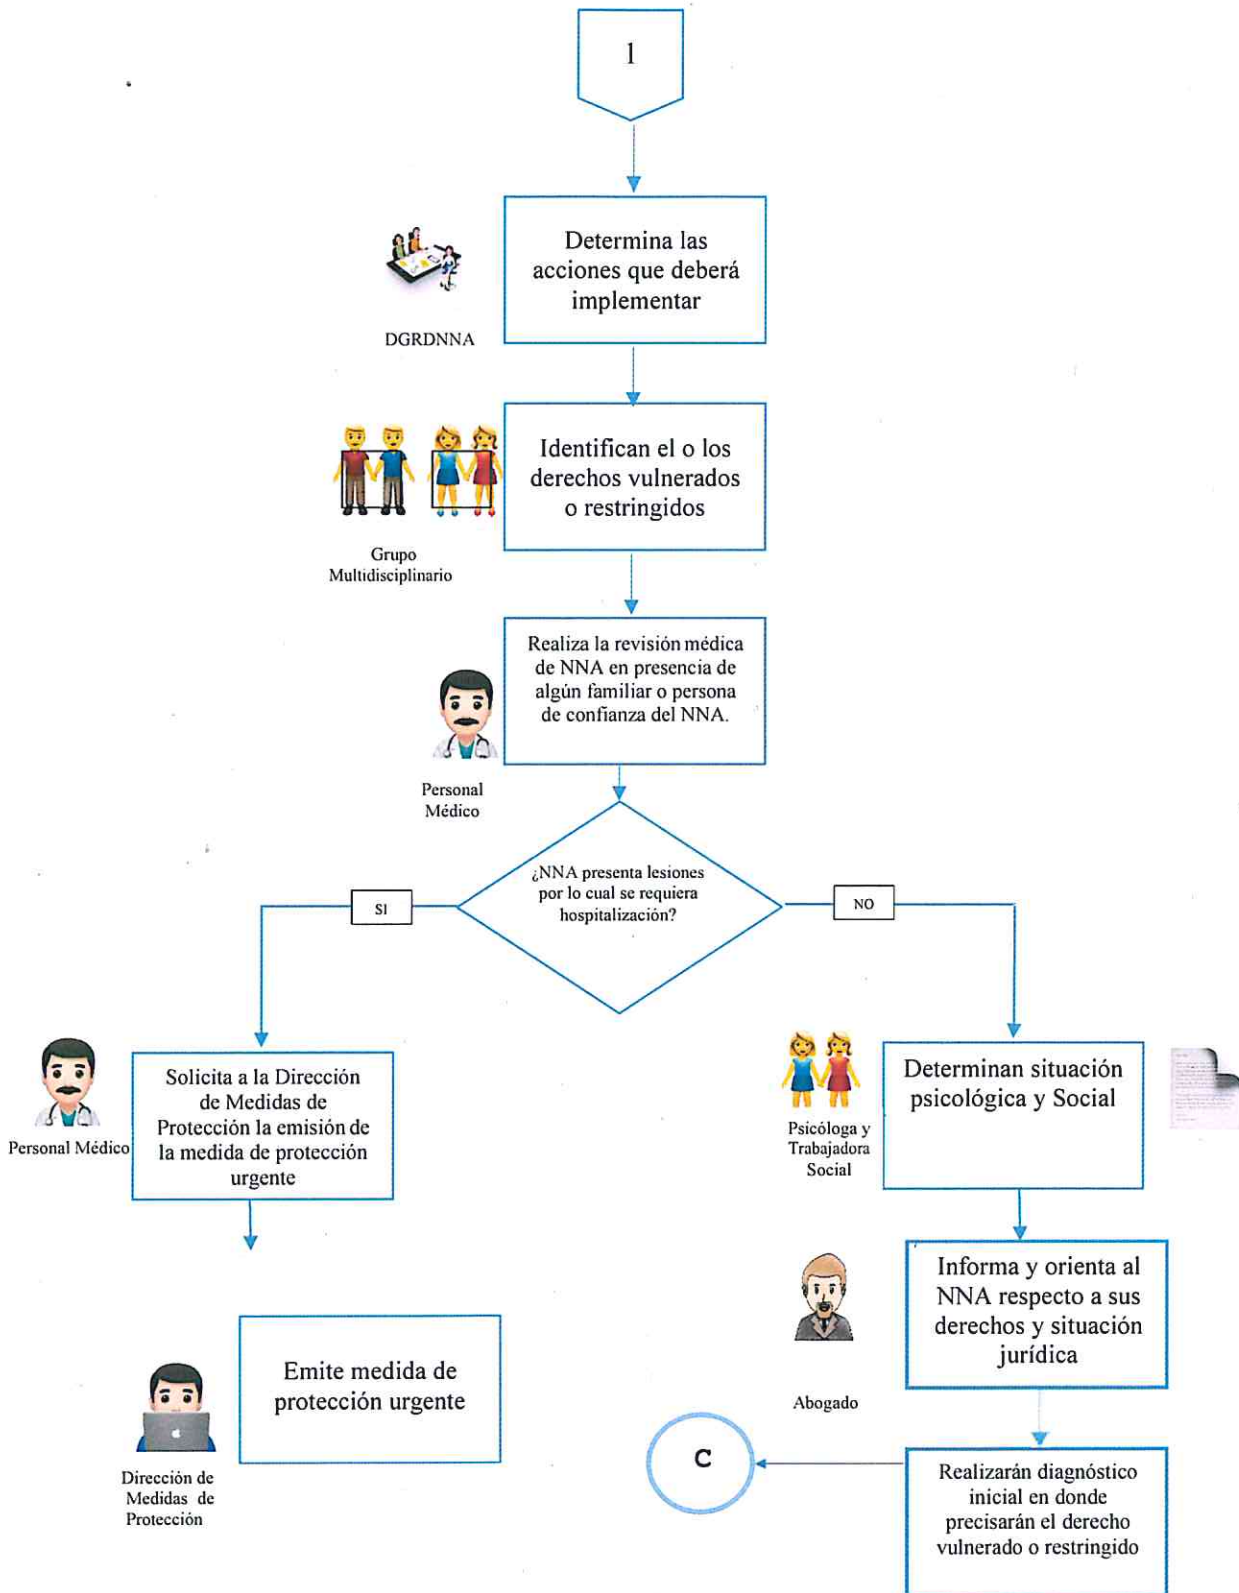 1
Determina las
acciones que deberá
implementar
DGRDNNA
Identifican el o los
derechos vulnerados
o restringidos
Grupo
Multidisciplinario
Realiza la revisión médica
de NNA en presencia de
algún familiar o persona
de confianza del NNA.
Personal
Médico
¿NNA presenta lesiones
por lo cual se requiera
hospitalización?
SI
NO
Solicita a la Dirección
de Medidas de
Protección la emisión de
la medida de protección
urgente
Personal Médico
Determinan situación
psicológica y Social
Psicóloga y
Trabajadora
Social
Informa y orienta al
NNA respecto a sus
derechos y situación
jurídica
Abogado
Emite medida de
protección urgente
Dirección de
Medidas de
Protección
C
Realizarán diagnóstico
inicial en donde
precisarán el derecho
vulnerado o restringido